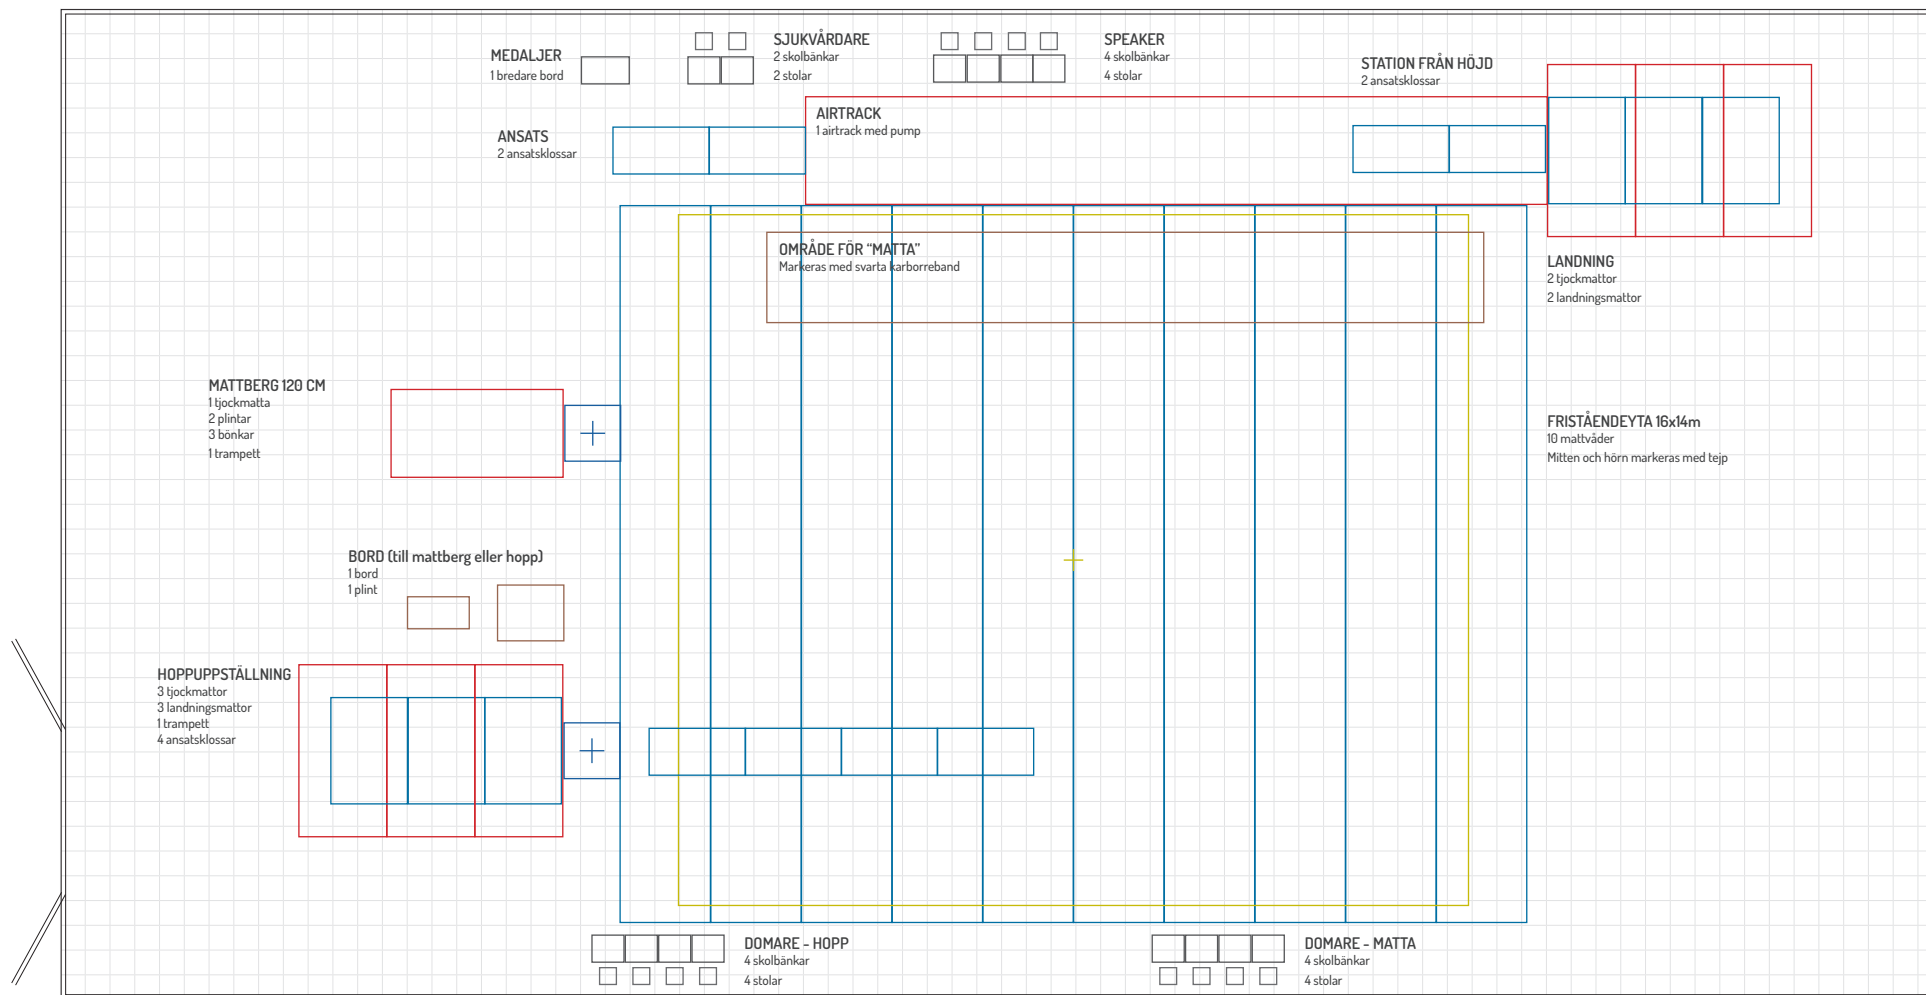 MEDALJER
1 bredare bord
SJUKVÅRDARE
2 skolbänkar
2 stolar
SPEAKER
4 skolbänkar
4 stolar
STATION FRÅN HÖJD
2 ansatsklossar
ANSATS
2 ansatsklossar
AIRTRACK
1 airtrack med pump
OMRÅDE FÖR “MATTA”
Markeras med svarta karborreband
LANDNING
2 tjockmattor
2 landningsmattor
MATTBERG 120 CM
1 tjockmatta
2 plintar
3 bönkar
1 trampett
FRISTÅENDEYTA 16x14m
10 mattvåder
Mitten och hörn markeras med tejp
BORD (till mattberg eller hopp)
1 bord
1 plint
HOPPUPPSTÄLLNING
3 tjockmattor
3 landningsmattor
1 trampett
4 ansatsklossar
DOMARE - HOPP
4 skolbänkar
4 stolar
DOMARE - MATTA
4 skolbänkar
4 stolar